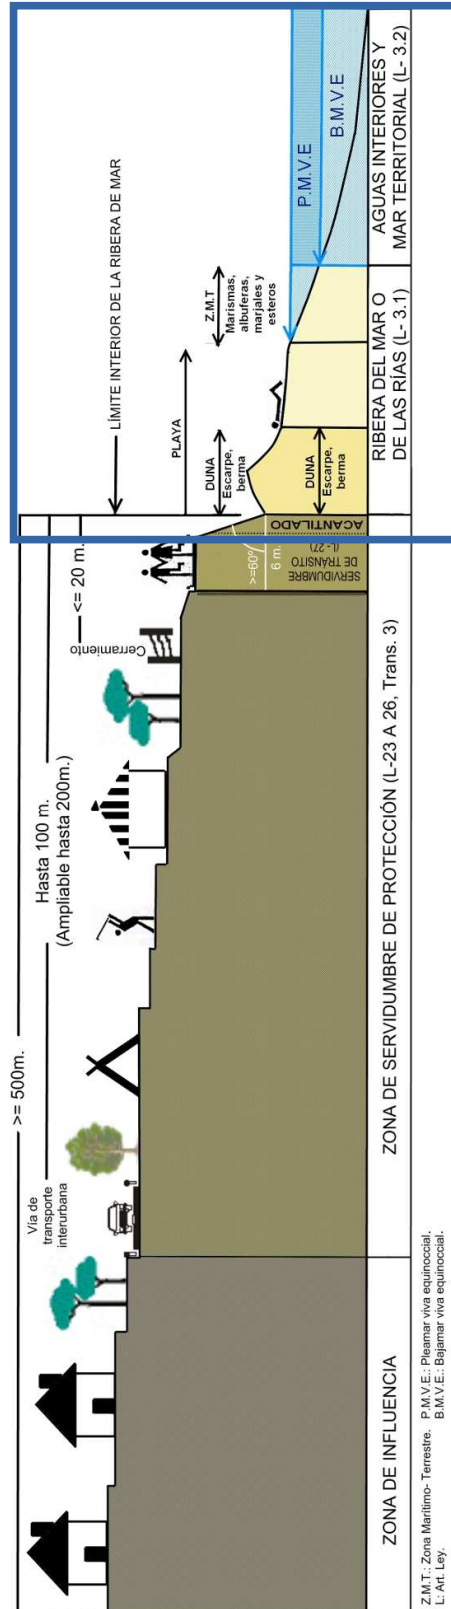 >= 500m.
Hasta 100 m.
(Ampliable hasta 200m.)
<= 20 m.
LÍMITE INTERIOR DE LA RIBERA DE MAR
Vía de
transporte
interurbana
Cerramiento
PLAYA
Z.M.T
Marismas,
albuferas,
marjales y
esteros
DUNA
Escarpe,
berma
P.M.V.E
B.M.V.E
>=60º
6 m.
SERVIDUMBRE
DE TRÁNSITO
(L- 27)
ACANTILADO
DUNA
Escarpe,
berma
ZONA DE INFLUENCIA
ZONA DE SERVIDUMBRE DE PROTECCIÓN (L-23 A 26, Trans. 3)
RIBERA DEL MAR O
DE LAS RÍAS (L- 3.1)
AGUAS INTERIORES Y
MAR TERRITORIAL (L- 3.2)
Z.M.T.: Zona Marítimo- Terrestre. P.M.V.E.: Pleamar viva equinoccial.
L: Art. Ley. B.M.V.E.: Bajamar viva equinoccial.